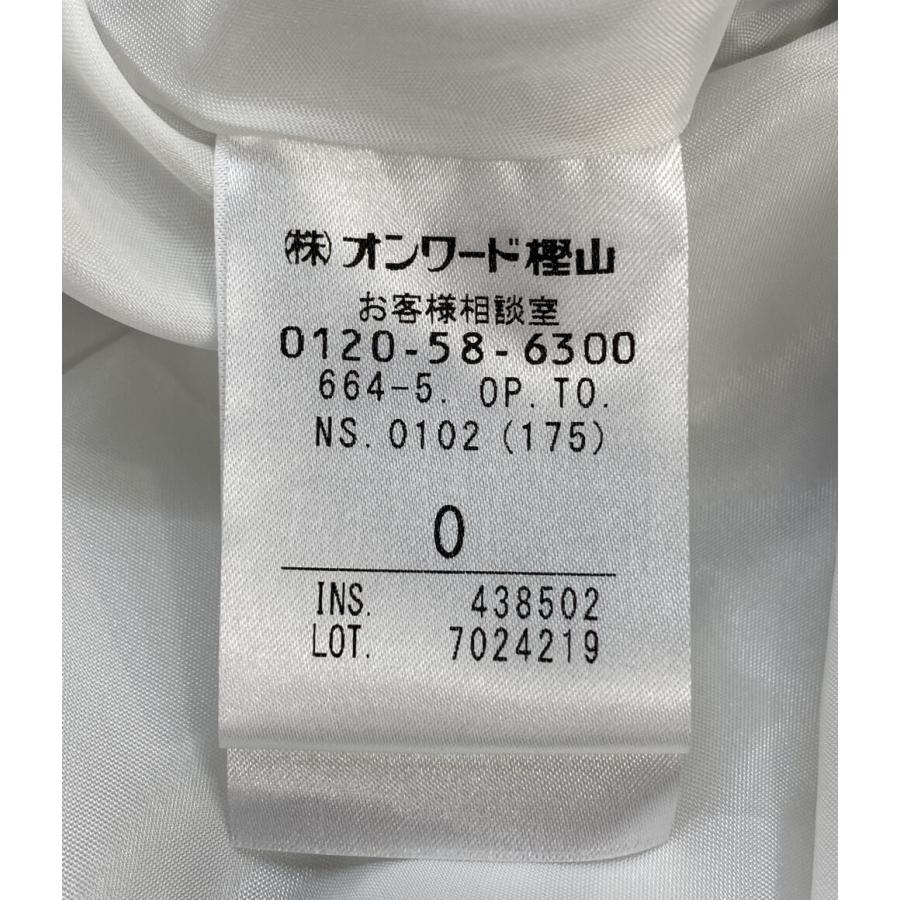 ㈱オンワード樫山
お客様相談室
0120-58-6300
664-5. OP.TO.
NS.0102(175)
0
INS. 438502
LOT. 7024219